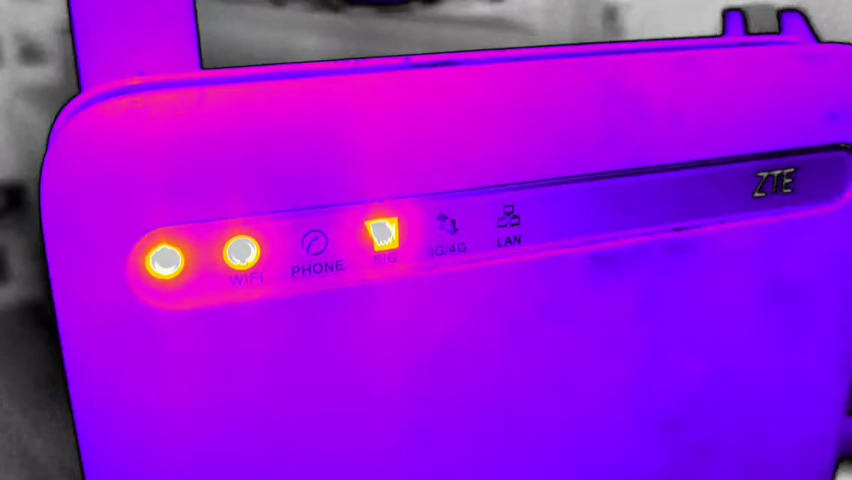 ZTE
WIFI
PHONE
SIG
3G/4G
LAN